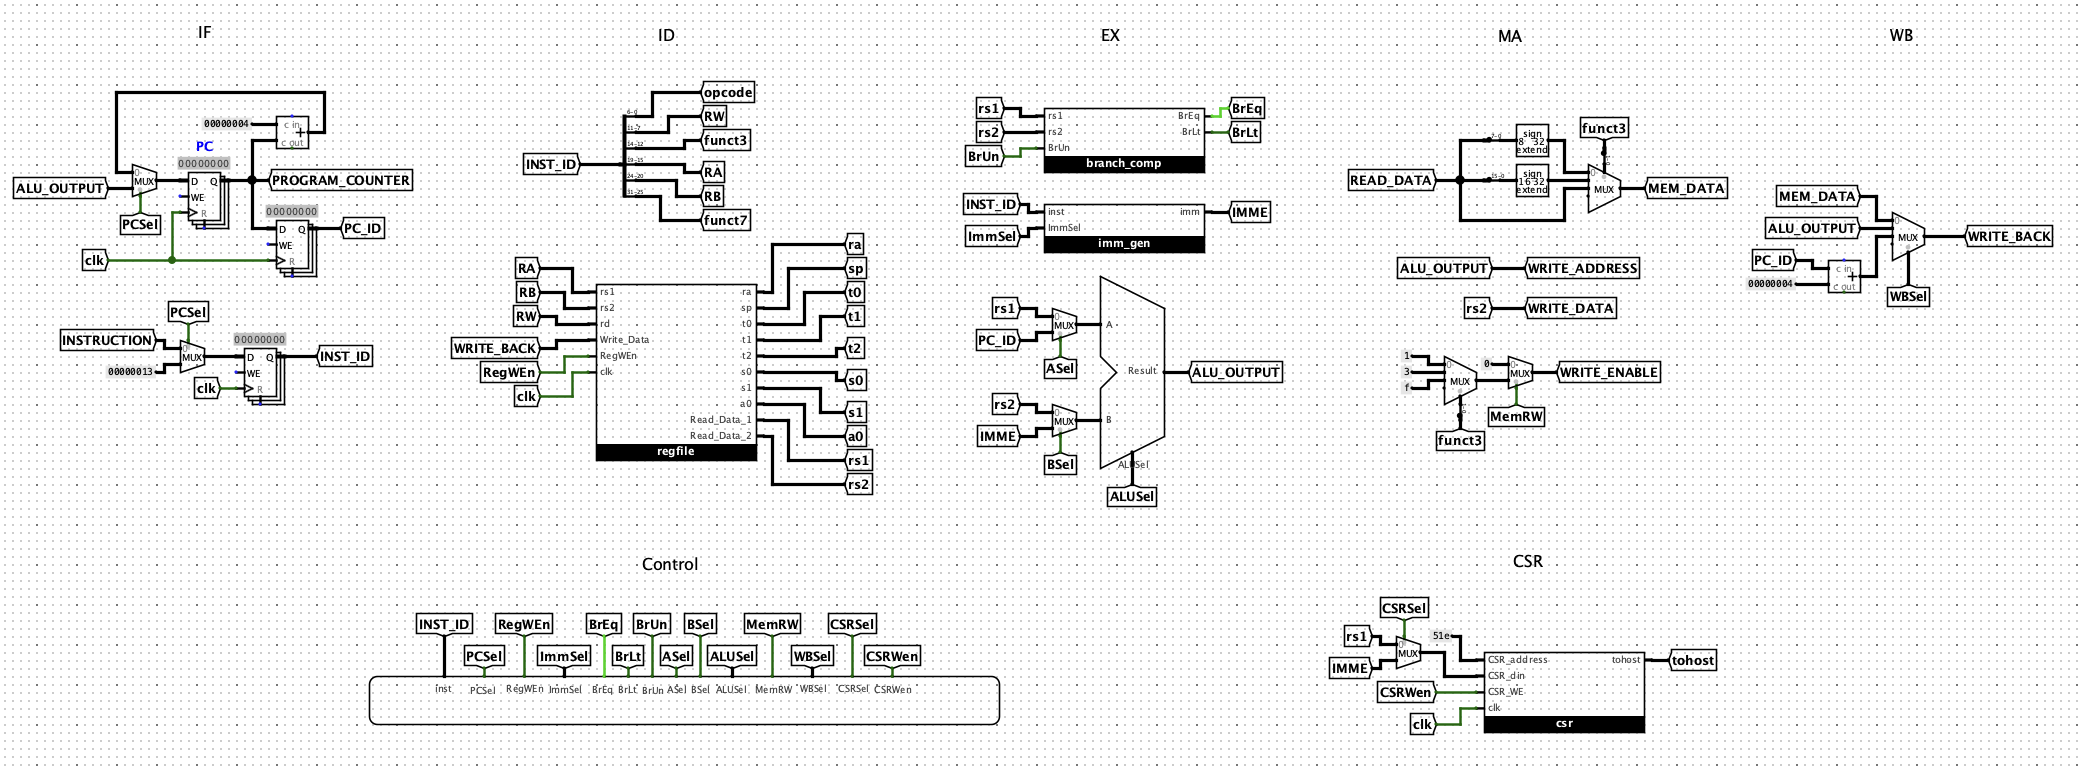 IF
00000004
c in
+
c out
PC
00000000
0
MUX
D Q
WE
R
ALU_OUTPUT
PCSel
PROGRAM_COUNTER
00000000
D Q
WE
R
PC_ID
clk
PCSel
INSTRUCTION
0
MUX
00000013
00000000
D Q
WE
R
clk
INST_ID
ID
INST_ID
6-0
11-7
14-12
19-15
24-20
31-25
opcode
RW
funct3
RA
RB
funct7
RA
RB
RW
WRITE_BACK
RegWEn
clk
rs1
rs2
rd
Write_Data
RegWEn
clk
ra
sp
t0
t1
t2
s0
s1
a0
Read_Data_1
Read_Data_2
regfile
ra
sp
t0
t1
t2
s0
s1
a0
rs1
rs2
EX
rs1
rs2
BrUn
rs1
rs2
BrUn
BrEq
BrLt
branch_comp
BrEq
BrLt
INST_ID
ImmSel
inst
ImmSel
imm
imm_gen
IMME
rs1
PC_ID
0
MUX
ASel
rs2
IMME
0
MUX
BSel
A
B
Result
ALUSel
ALUSel
ALU_OUTPUT
MA
READ_DATA
7-0
sign
8 32
extend
15-0
sign
16 32
extend
funct3
0
MUX
MEM_DATA
ALU_OUTPUT
WRITE_ADDRESS
rs2
WRITE_DATA
1
3
f
0
MUX
funct3
0
0
MUX
MemRW
WRITE_ENABLE
WB
MEM_DATA
ALU_OUTPUT
PC_ID
00000004
c in
+
c out
0
MUX
WBSel
WRITE_BACK
Control
INST_ID
RegWEn
BrEq
BrUn
BSel
MemRW
CSRSel
PCSel
ImmSel
BrLt
ASel
ALUSel
WBSel
CSRWen
inst
PCSel
RegWEn
ImmSel
BrEq
BrLt
BrUn
ASel
BSel
ALUSel
MemRW
WBSel
CSRSel
CSRWen
CSR
CSRSel
rs1
IMME
0
MUX
51e
CSRWen
clk
CSR_address
CSR_din
CSR_WE
clk
tohost
csr
tohost